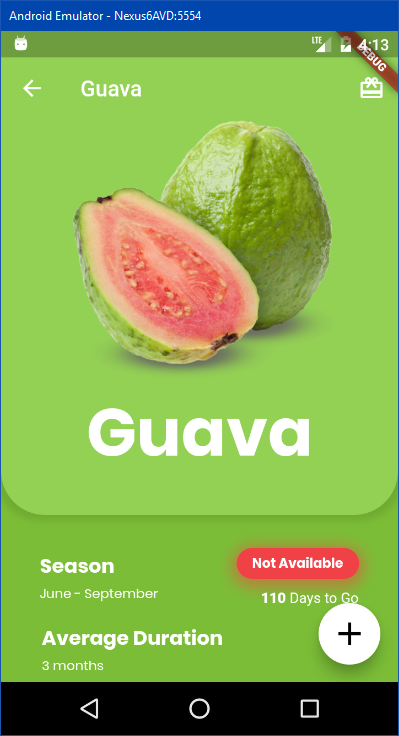 Android Emulator - Nexus6AVD:5554
LTE 4:13
DEBUG
Guava
Guava
Season
Not Available
June - September
110 Days to Go
Average Duration
3 months